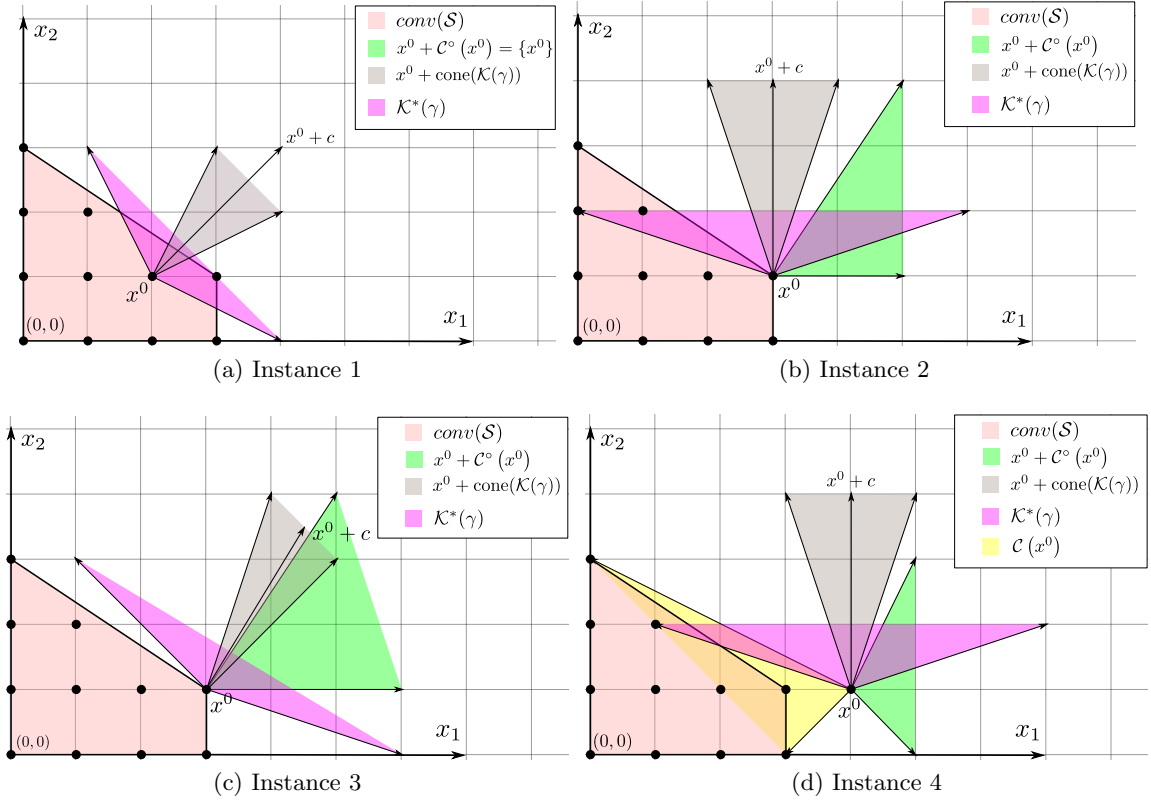 x₂
conv(𝒮)
x⁰ + 𝒞° (x⁰) = {x⁰}
x⁰ + cone(𝒦(γ))
𝒦*(γ)
x⁰ + c
x⁰
(0, 0)
x₁
(a) Instance 1
x₂
conv(𝒮)
x⁰ + 𝒞° (x⁰)
x⁰ + cone(𝒦(γ))
𝒦*(γ)
x⁰ + c
x⁰
(0, 0)
x₁
(b) Instance 2
x₂
conv(𝒮)
x⁰ + 𝒞° (x⁰)
x⁰ + cone(𝒦(γ))
𝒦*(γ)
x⁰ + c
x⁰
(0, 0)
x₁
(c) Instance 3
x₂
conv(𝒮)
x⁰ + 𝒞° (x⁰)
x⁰ + cone(𝒦(γ))
𝒦*(γ)
𝒞 (x⁰)
x⁰ + c
x⁰
(0, 0)
x₁
(d) Instance 4